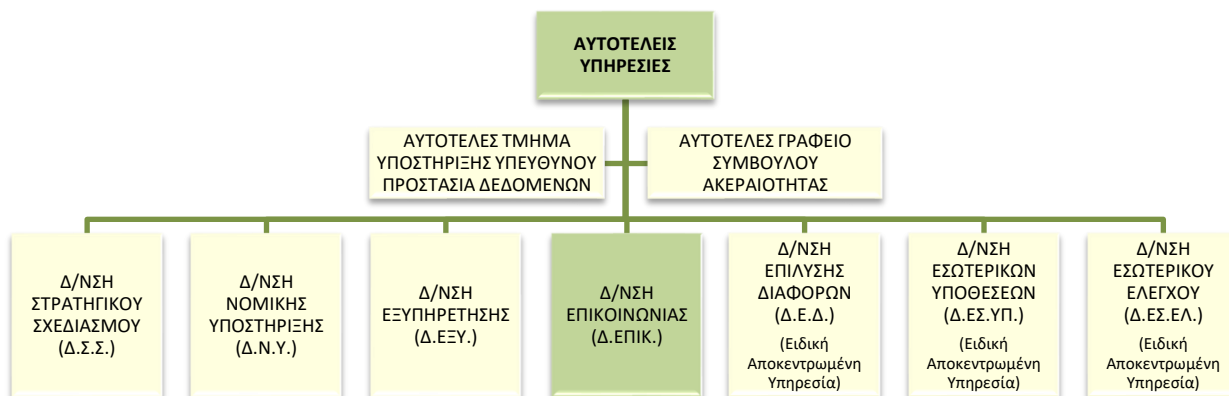 ΑΥΤΟΤΕΛΕΙΣ
ΥΠΗΡΕΣΙΕΣ
ΑΥΤΟΤΕΛΕΣ ΤΜΗΜΑ
ΥΠΟΣΤΗΡΙΞΗΣ ΥΠΕΥΘΥΝΟΥ
ΠΡΟΣΤΑΣΙΑ ΔΕΔΟΜΕΝΩΝ
ΑΥΤΟΤΕΛΕΣ ΓΡΑΦΕΙΟ
ΣΥΜΒΟΥΛΟΥ
ΑΚΕΡΑΙΟΤΗΤΑΣ
Δ/ΝΣΗ
ΣΤΡΑΤΗΓΙΚΟΥ
ΣΧΕΔΙΑΣΜΟΥ
(Δ.Σ.Σ.)
Δ/ΝΣΗ
ΝΟΜΙΚΗΣ
ΥΠΟΣΤΗΡΙΞΗΣ
(Δ.Ν.Υ.)
Δ/ΝΣΗ
ΕΞΥΠΗΡΕΤΗΣΗΣ
(Δ.ΕΞΥ.)
Δ/ΝΣΗ
ΕΠΙΚΟΙΝΩΝΙΑΣ
(Δ.ΕΠΙΚ.)
Δ/ΝΣΗ
ΕΠΙΛΥΣΗΣ
ΔΙΑΦΟΡΩΝ
(Δ.Ε.Δ.)
(Ειδική
Αποκεντρωμένη
Υπηρεσία)
Δ/ΝΣΗ
ΕΣΩΤΕΡΙΚΩΝ
ΥΠΟΘΕΣΕΩΝ
(Δ.ΕΣ.ΥΠ.)
(Ειδική
Αποκεντρωμένη
Υπηρεσία)
Δ/ΝΣΗ
ΕΣΩΤΕΡΙΚΟΥ
ΕΛΕΓΧΟΥ
(Δ.ΕΣ.ΕΛ.)
(Ειδική
Αποκεντρωμένη
Υπηρεσία)